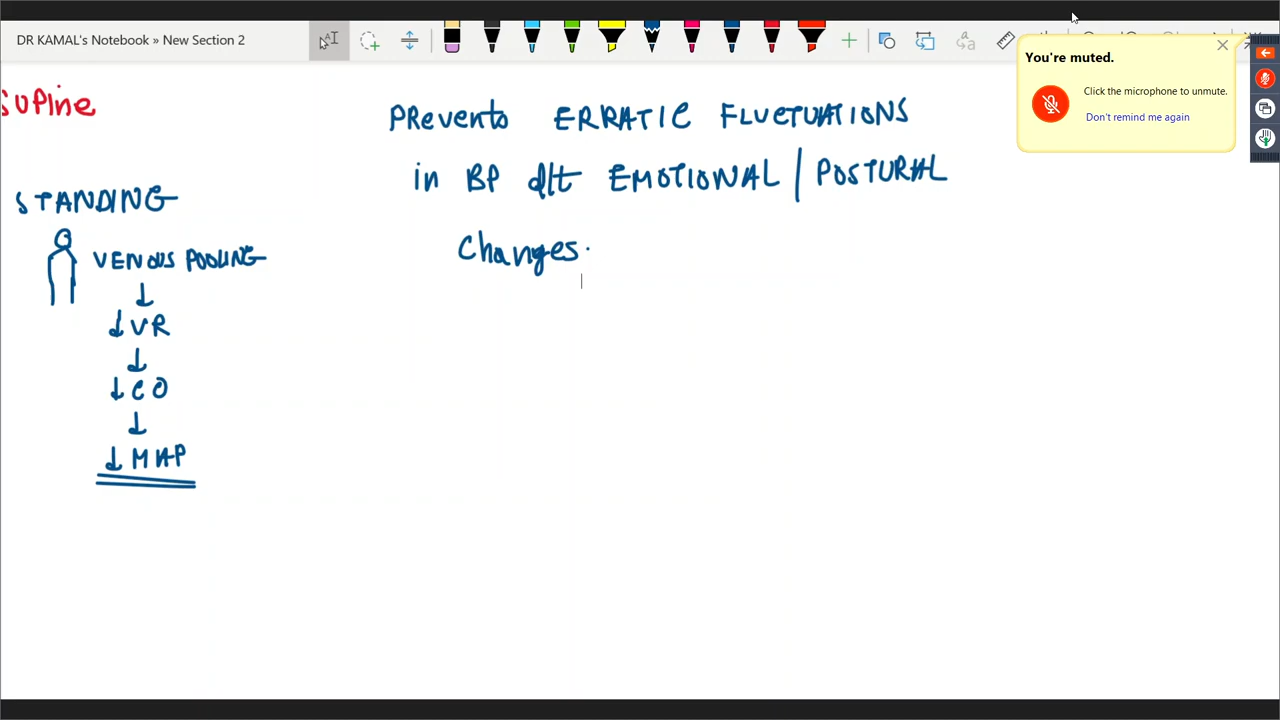 DR KAMAL's Notebook » New Section 2
You're muted.
Click the microphone to unmute.
Don't remind me again
SUPine
PRevents ERRATIC FLUCTUATIONS
in BP d/t EMOTIONAL / POSTURAL
Changes.
STANDING
VENOUS POOLING
↓
↓VR
↓
↓CO
↓
↓MAP